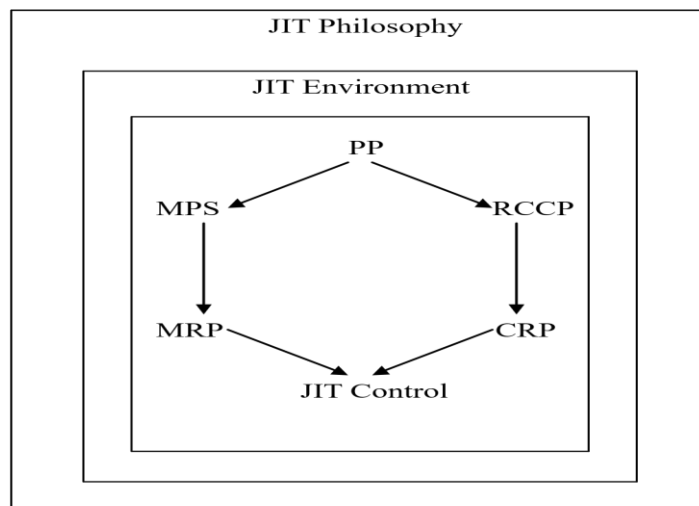 JIT Philosophy
JIT Environment
PP
MPS RCCP
MRP CRP
JIT Control